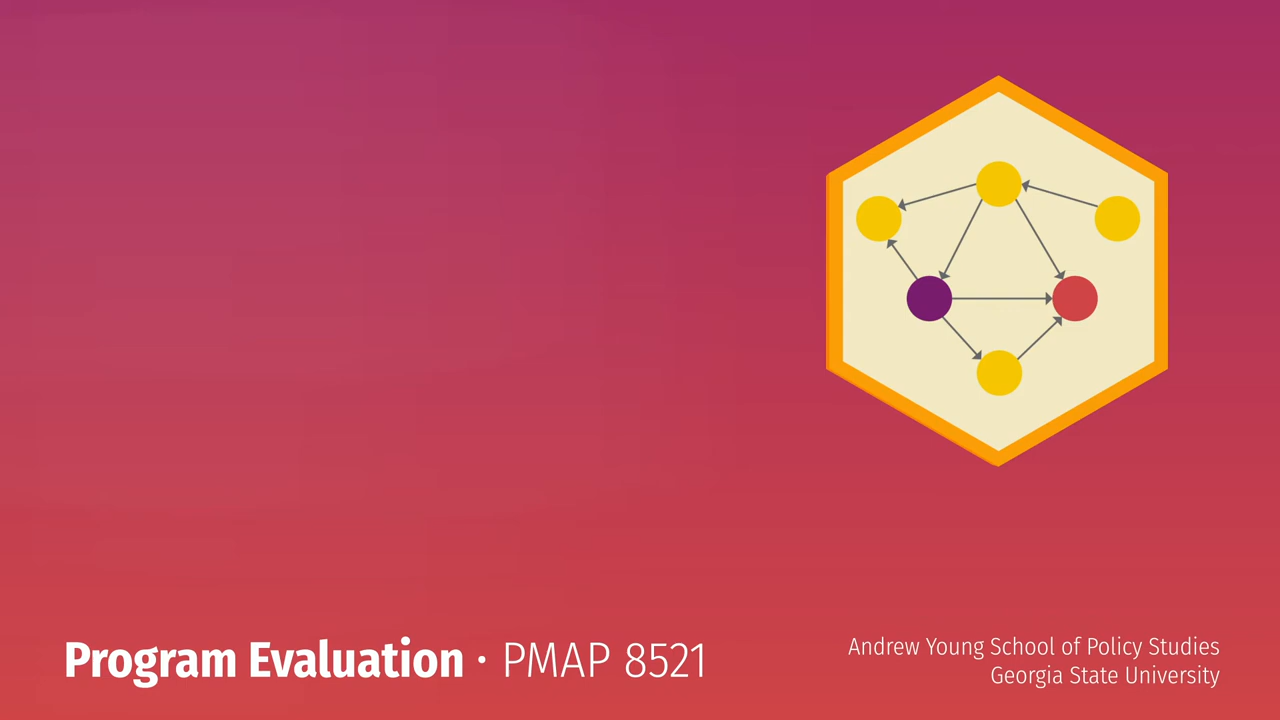 Program Evaluation · PMAP 8521
Andrew Young School of Policy Studies
Georgia State University